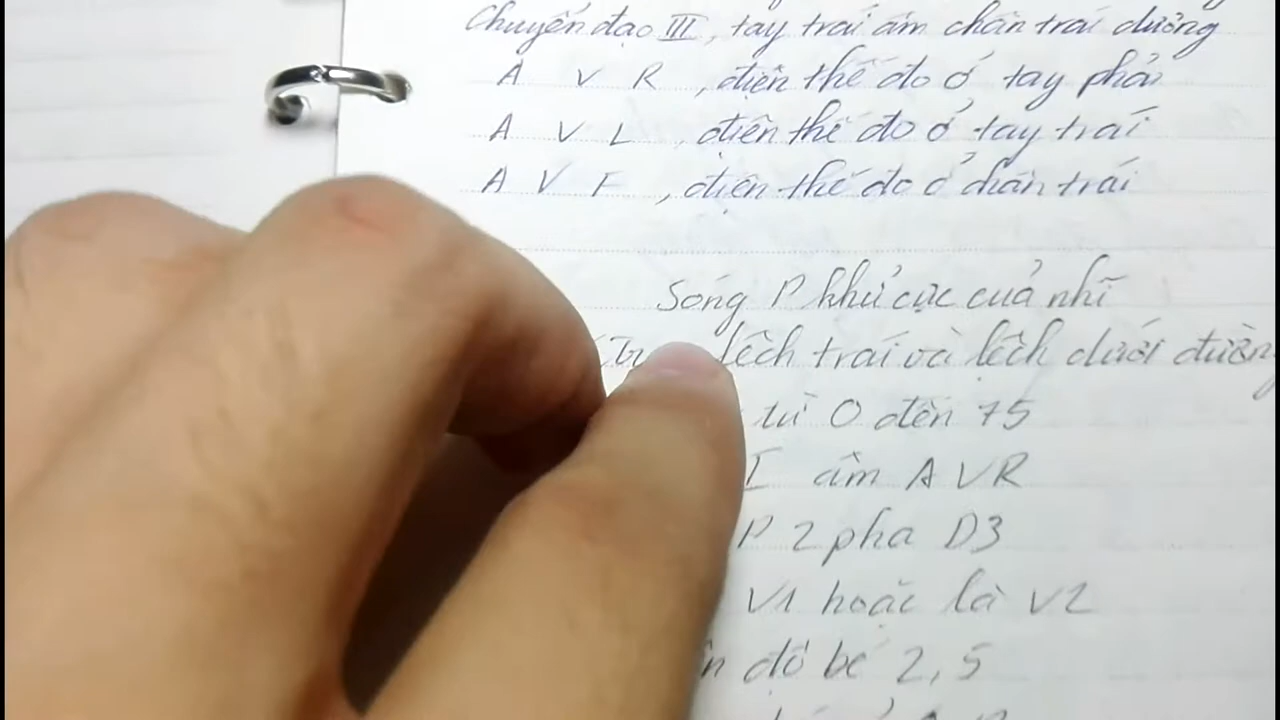 Chuyến đạo III, tay trái âm chân trái dương
A V R, điện thế đo ở tay phải
A V L, điện thế đo ở tay trái
A V F, điện thế đo ở chân trái
Sóng P khử cực của nhĩ
lệch trái và lệch dưới đường
từ 0 đến 75
I âm A V R
P 2 pha D3
V1 hoặc là V2
độ bé 2,5